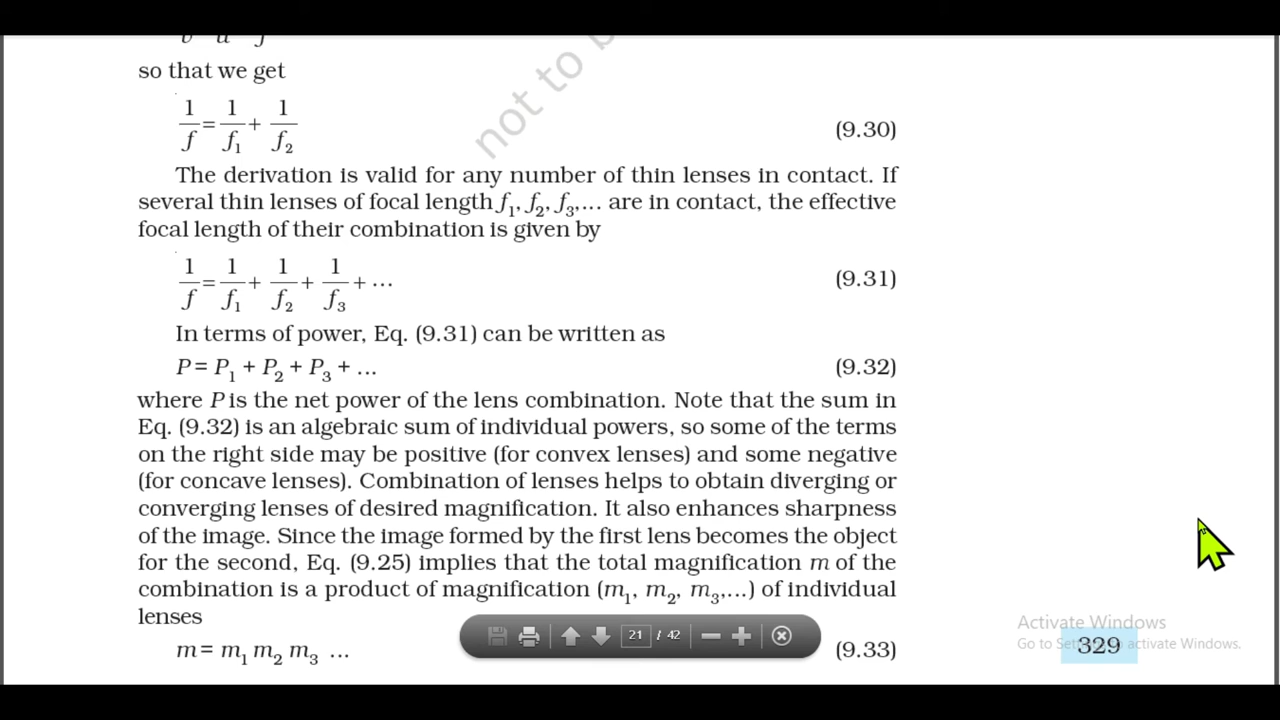 so that we get
1/f = 1/f₁ + 1/f₂ (9.30)
not to b
The derivation is valid for any number of thin lenses in contact. If
several thin lenses of focal length f₁, f₂, f₃,... are in contact, the effective
focal length of their combination is given by
1/f = 1/f₁ + 1/f₂ + 1/f₃ + ... (9.31)
In terms of power, Eq. (9.31) can be written as
P = P₁ + P₂ + P₃ + ... (9.32)
where P is the net power of the lens combination. Note that the sum in
Eq. (9.32) is an algebraic sum of individual powers, so some of the terms
on the right side may be positive (for convex lenses) and some negative
(for concave lenses). Combination of lenses helps to obtain diverging or
converging lenses of desired magnification. It also enhances sharpness
of the image. Since the image formed by the first lens becomes the object
for the second, Eq. (9.25) implies that the total magnification m of the
combination is a product of magnification (m₁, m₂, m₃,...) of individual
lenses
m = m₁ m₂ m₃ ... (9.33)
21 / 42
Activate Windows
Go to Se activate Windows.
329